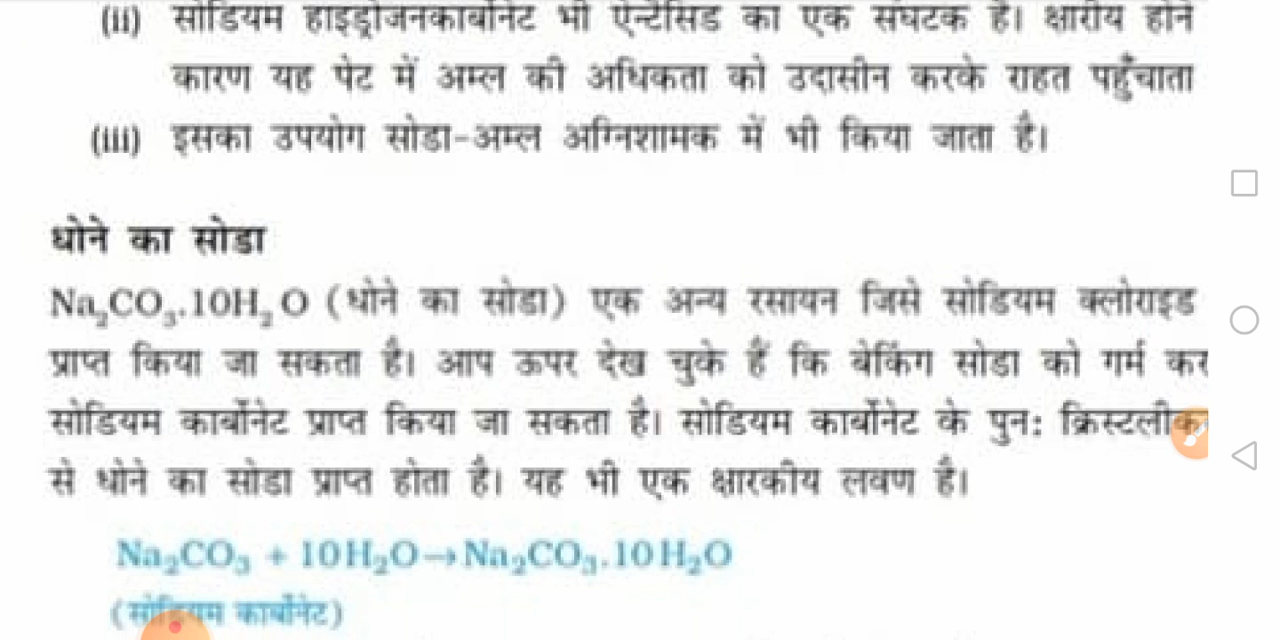 (ii) सोडियम हाइड्रोजनकार्बोनेट भी ऐन्टैसिड का एक संघटक है। क्षारीय होने
कारण यह पेट में अम्ल की अधिकता को उदासीन करके राहत पहुँचाता
(iii) इसका उपयोग सोडा-अम्ल अग्निशामक में भी किया जाता है।
धोने का सोडा
Na₂CO₃.10H₂O (धोने का सोडा) एक अन्य रसायन जिसे सोडियम क्लोराइड
प्राप्त किया जा सकता है। आप ऊपर देख चुके हैं कि बेकिंग सोडा को गर्म कर
सोडियम कार्बोनेट प्राप्त किया जा सकता है। सोडियम कार्बोनेट के पुनः
से धोने का सोडा प्राप्त होता है। यह भी एक क्षारकीय लवण है।
Na₂CO₃ + 10H₂O→Na₂CO₃.10H₂O
(सोडियम कार्बोनेट)